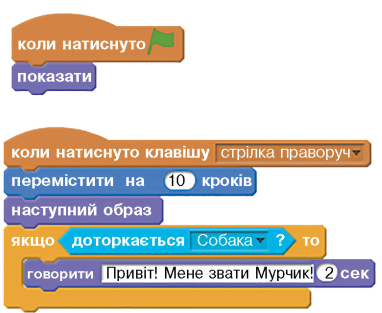 коли натиснуто
показати
коли натиснуто клавішу стрілка праворуч
перемістити на 10 кроків
наступний образ
якщо доторкається Собака ? то
говорити Привіт! Мене звати Мурчик! 2 сек